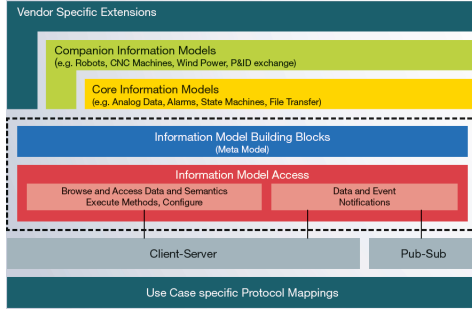 Vendor Specific Extensions
Companion Information Models
(e.g. Robots, CNC Machines, Wind Power, P&ID exchange)
Core Information Models
(e.g. Analog Data, Alarms, State Machines, File Transfer)
Information Model Building Blocks
(Meta Model)
Information Model Access
Browse and Access Data and Semantics
Execute Methods, Configure
Data and Event
Notifications
Client-Server
Pub-Sub
Use Case specific Protocol Mappings